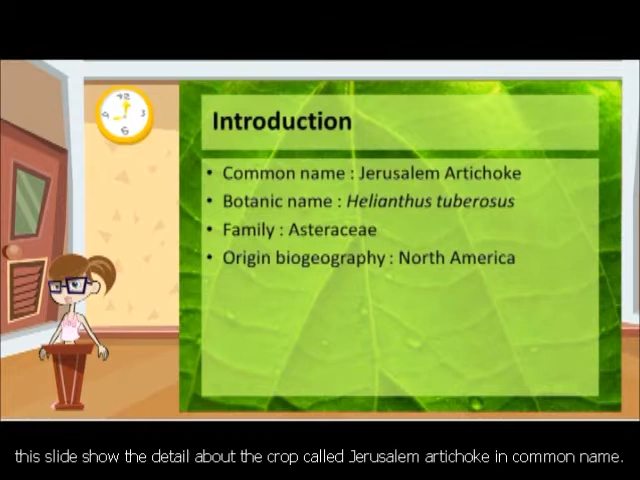 Introduction
• Common name : Jerusalem Artichoke
• Botanic name : Helianthus tuberosus
• Family : Asteraceae
• Origin biogeography : North America
this slide show the detail about the crop called Jerusalem artichoke in common name.